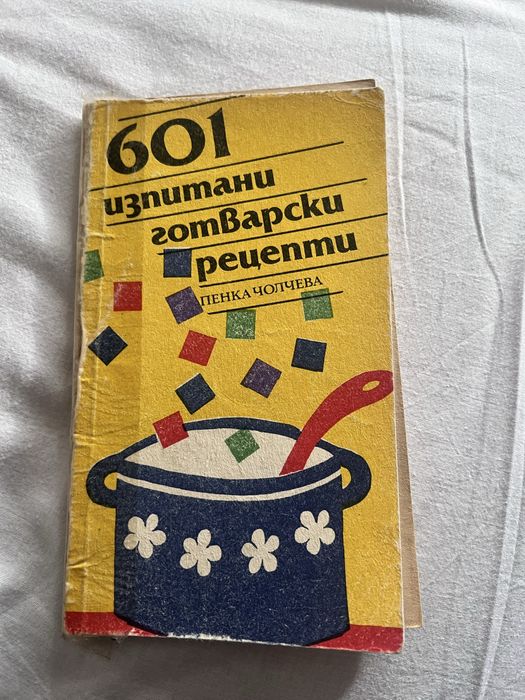 601
изпитани
готварски
рецепти
ПЕНКА ЧОЛЧЕВА